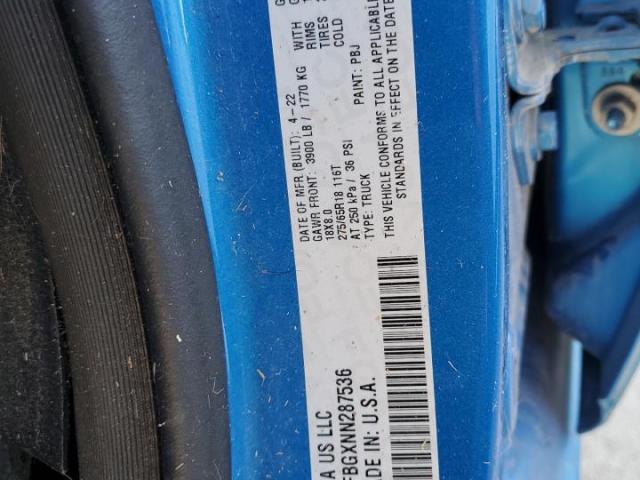 A US LLC
DATE OF MFR (BUILT): 4-22
GAWR FRONT: 3900 LB / 1770 KG WITH
18X8.0 RIMS
275/65R18 116T TIRES
AT 250 kPa / 36 PSI COLD
TYPE: TRUCK PAINT: PBJ
THIS VEHICLE CONFORMS TO ALL APPLICABLE
STANDARDS IN EFFECT ON THE DATE
FBGXNN287536
ADE IN: U.S.A.